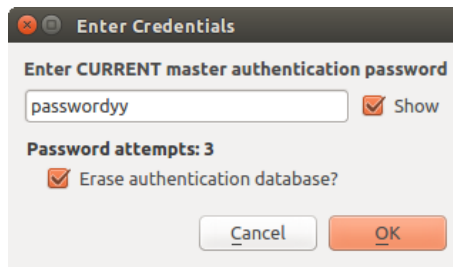 Enter Credentials
Enter CURRENT master authentication password
passwordyy Show
Password attempts: 3
Erase authentication database?
Cancel OK